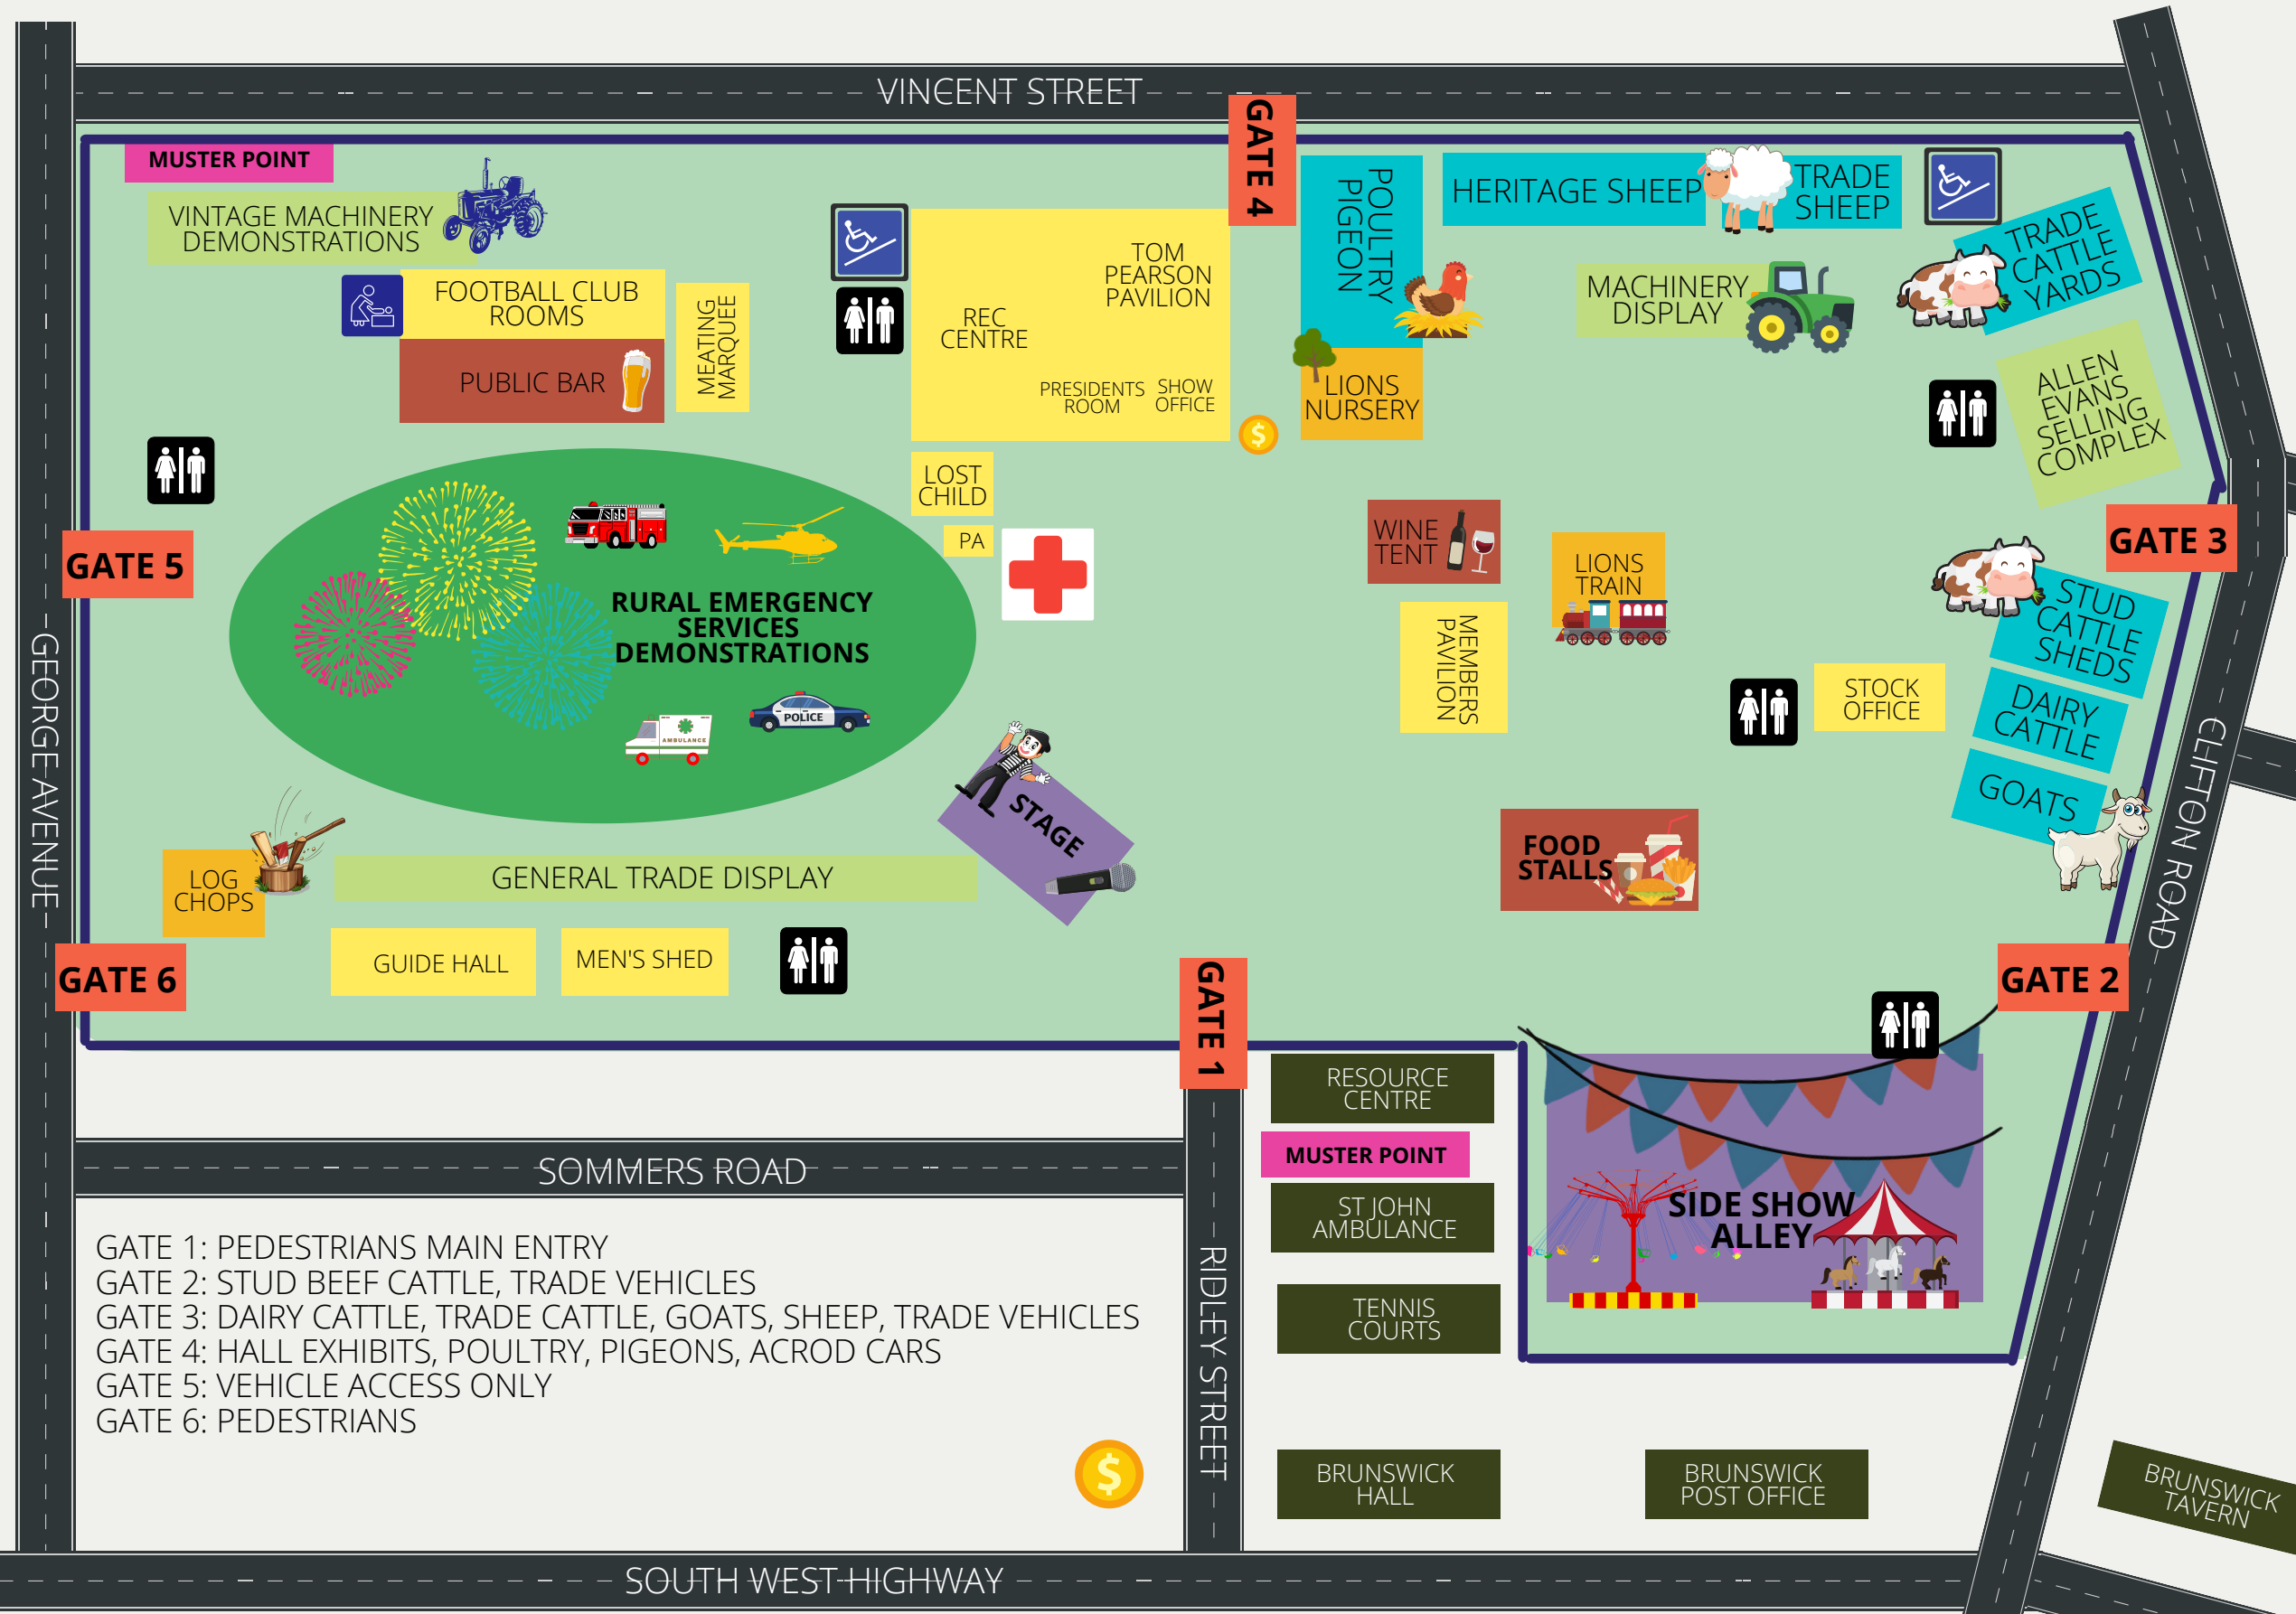 VINCENT STREET
GATE 4
MUSTER POINT
VINTAGE MACHINERY
DEMONSTRATIONS
FOOTBALL CLUB
ROOMS
PUBLIC BAR
MEATING
MARQUEE
REC
CENTRE
TOM
PEARSON
PAVILION
PRESIDENTS
ROOM
SHOW
OFFICE
$
POULTRY
PIGEON
LIONS
NURSERY
HERITAGE SHEEP
TRADE
SHEEP
MACHINERY
DISPLAY
TRADE
CATTLE
YARDS
ALLEN
EVANS
SELLING
COMPLEX
GATE 3
LOST
CHILD
PA
WINE
TENT
LIONS
TRAIN
MEMBERS
PAVILION
STOCK
OFFICE
STUD
CATTLE
SHEDS
DAIRY
CATTLE
GOATS
CLIFTON ROAD
GATE 5
GEORGE AVENUE
RURAL EMERGENCY
SERVICES
DEMONSTRATIONS
POLICE
AMBULANCE
STAGE
FOOD
STALLS
LOG
CHOPS
GENERAL TRADE DISPLAY
GUIDE HALL
MEN'S SHED
GATE 6
GATE 1
GATE 2
RESOURCE
CENTRE
MUSTER POINT
ST JOHN
AMBULANCE
TENNIS
COURTS
SIDE SHOW
ALLEY
SOMMERS ROAD
RIDLEY STREET
GATE 1: PEDESTRIANS MAIN ENTRY
GATE 2: STUD BEEF CATTLE, TRADE VEHICLES
GATE 3: DAIRY CATTLE, TRADE CATTLE, GOATS, SHEEP, TRADE VEHICLES
GATE 4: HALL EXHIBITS, POULTRY, PIGEONS, ACROD CARS
GATE 5: VEHICLE ACCESS ONLY
GATE 6: PEDESTRIANS
$
BRUNSWICK
HALL
BRUNSWICK
POST OFFICE
BRUNSWICK
TAVERN
SOUTH WEST HIGHWAY